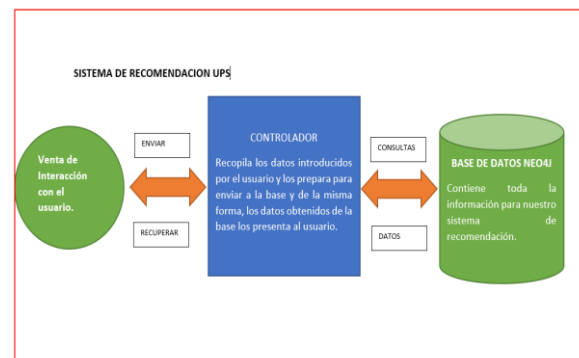 SISTEMA DE RECOMENDACION UPS
Venta de
Interacción
con el
usuario.
ENVIAR
RECUPERAR
CONTROLADOR
Recopila los datos introducidos
por el usuario y los prepara para
enviar a la base y de la misma
forma, los datos obtenidos de la
base los presenta al usuario.
CONSULTAS
DATOS
BASE DE DATOS NEO4J
Contiene toda la
información para nuestro
sistema de
recomendación.